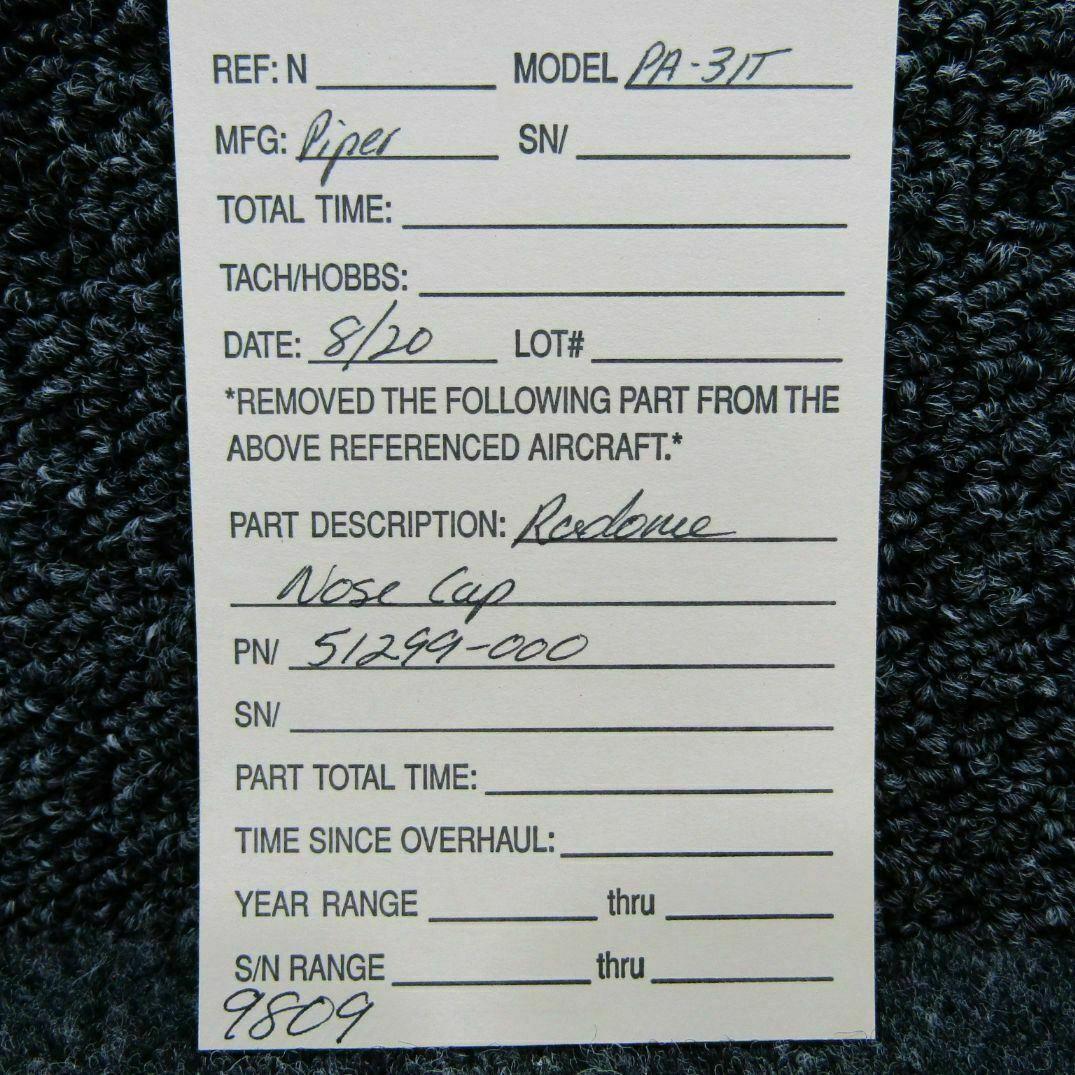 REF: N MODEL PA-31T
MFG: Piper SN/
TOTAL TIME:
TACH/HOBBS:
DATE: 8/20 LOT#
*REMOVED THE FOLLOWING PART FROM THE
ABOVE REFERENCED AIRCRAFT.*
PART DESCRIPTION: Radome
Nose Cap
PN/ 51299-000
SN/
PART TOTAL TIME:
TIME SINCE OVERHAUL:
YEAR RANGE thru
S/N RANGE thru
9809